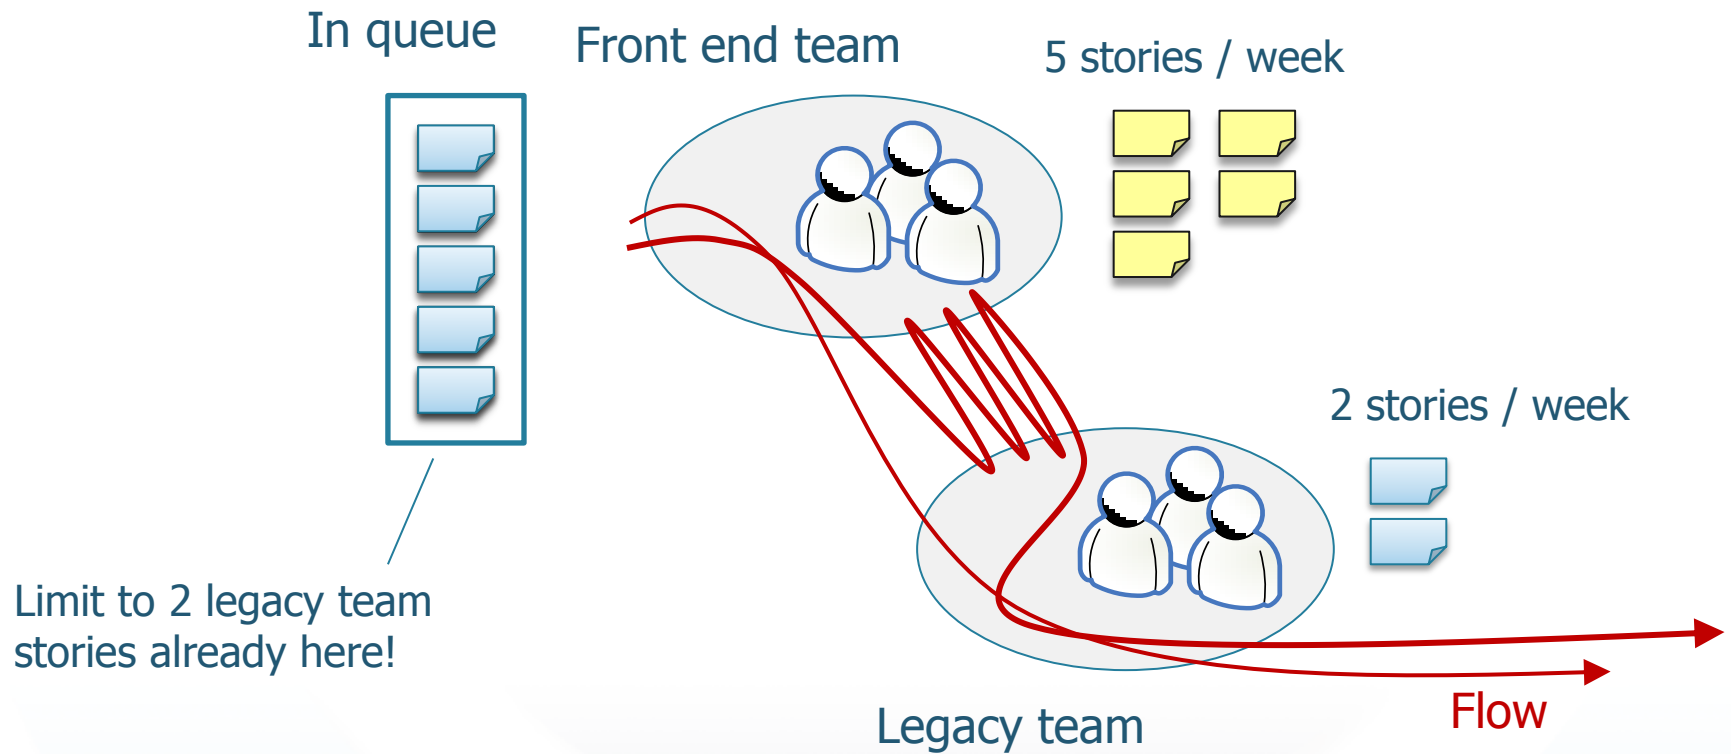 In queue
Front end team
5 stories / week
2 stories / week
Limit to 2 legacy team
stories already here!
Legacy team
Flow